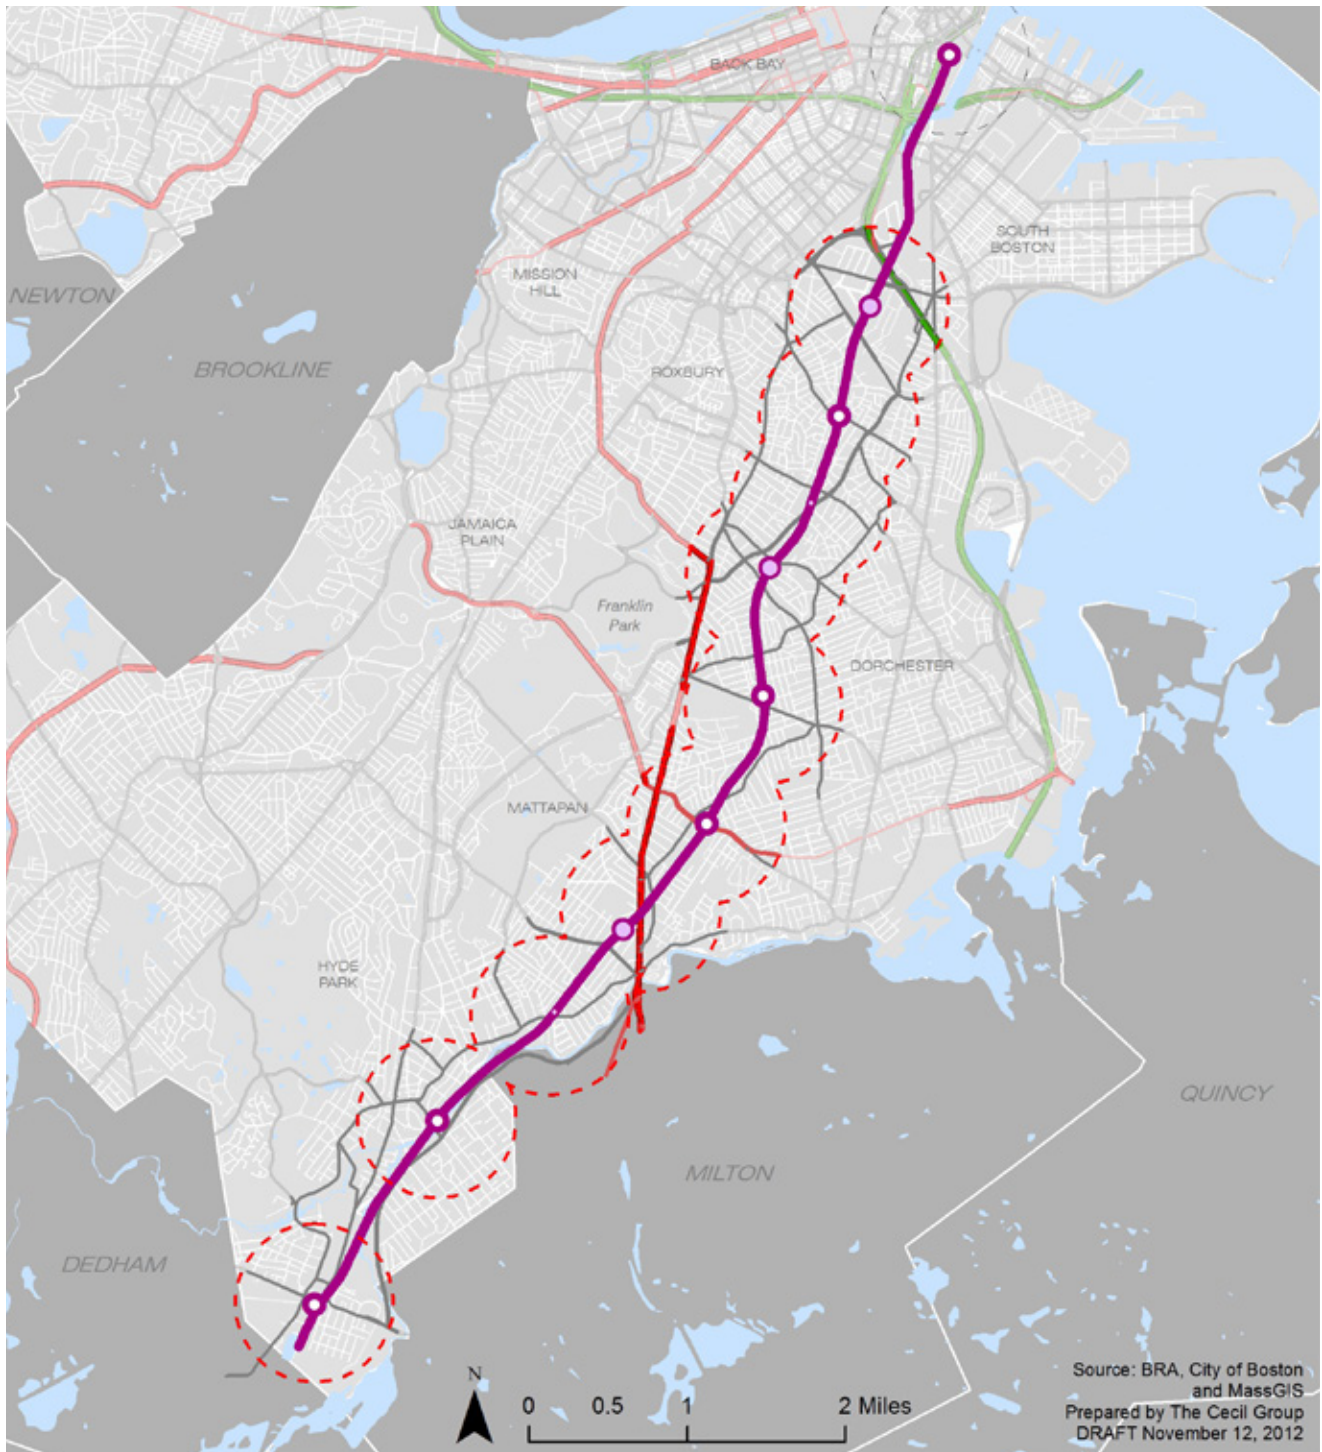 BACK BAY
SOUTH
BOSTON
MISSION
HILL
NEWTON
BROOKLINE
ROXBURY
JAMAICA
PLAIN
Franklin
Park
DORCHESTER
MATTAPAN
HYDE
PARK
QUINCY
MILTON
DEDHAM
N
0 0.5 1 2 Miles
Source: BRA, City of Boston
and MassGIS
Prepared by The Cecil Group
DRAFT November 12, 2012